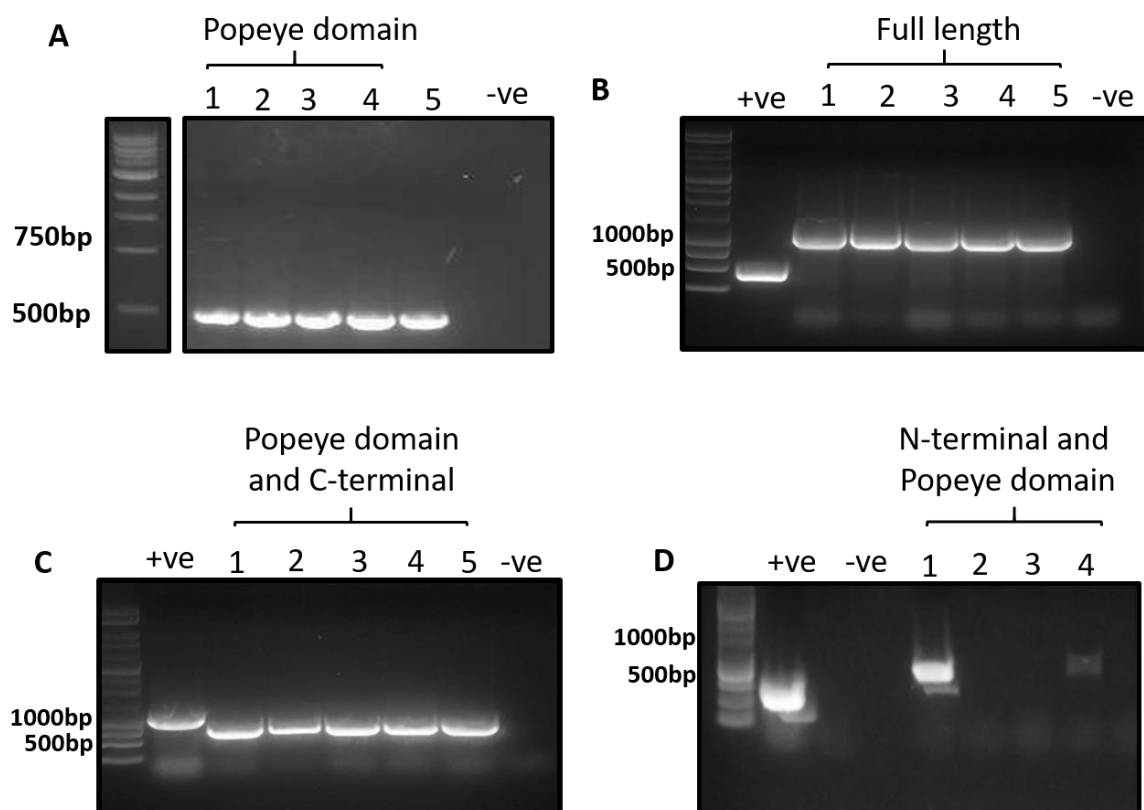 A
Popeye domain
1 2 3 4 5 -ve
750bp
500bp
B
Full length
+ve 1 2 3 4 5 -ve
1000bp
500bp
C
Popeye domain
and C-terminal
+ve 1 2 3 4 5 -ve
1000bp
500bp
D
N-terminal and
Popeye domain
+ve -ve 1 2 3 4
1000bp
500bp